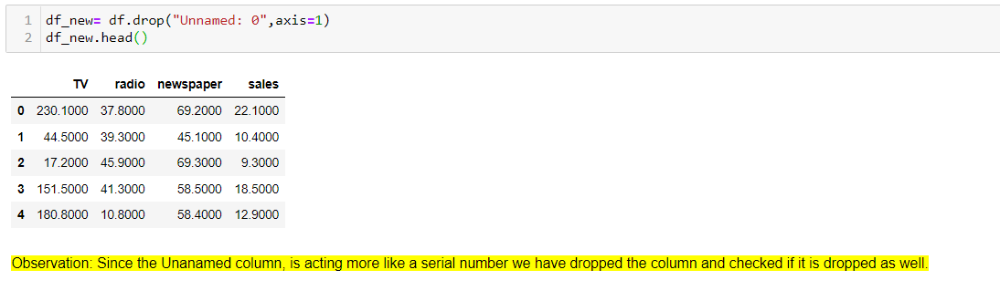 1 df_new= df.drop("Unnamed: 0",axis=1)
2 df_new.head()
TV radio newspaper sales
0 230.1000 37.8000 69.2000 22.1000
1 44.5000 39.3000 45.1000 10.4000
2 17.2000 45.9000 69.3000 9.3000
3 151.5000 41.3000 58.5000 18.5000
4 180.8000 10.8000 58.4000 12.9000
Observation: Since the Unanamed column, is acting more like a serial number we have dropped the column and checked if it is dropped as well.